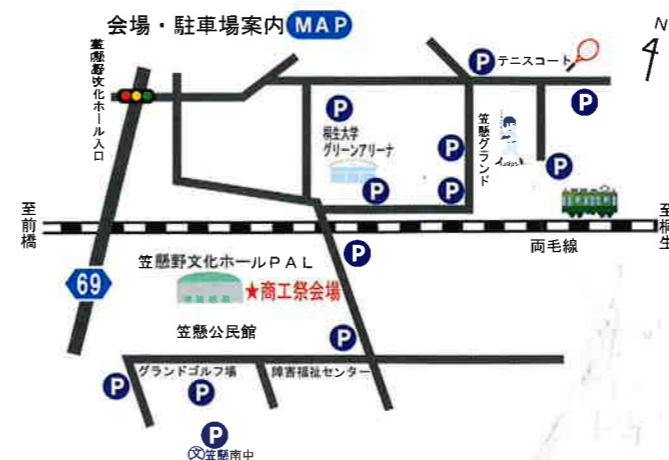 会場・駐車場案内 MAP
N
笠懸野文化ホール入口
P
テニスコート
P
P
桐生大学
グリーンアリーナ
P
笠懸グランド
P
P
P
至前橋
至桐生
両毛線
P
69
笠懸野文化ホールPAL
★商工祭会場
笠懸公民館
P
グランドゴルフ場
障害福祉センター
P
P
P
文笠懸南中